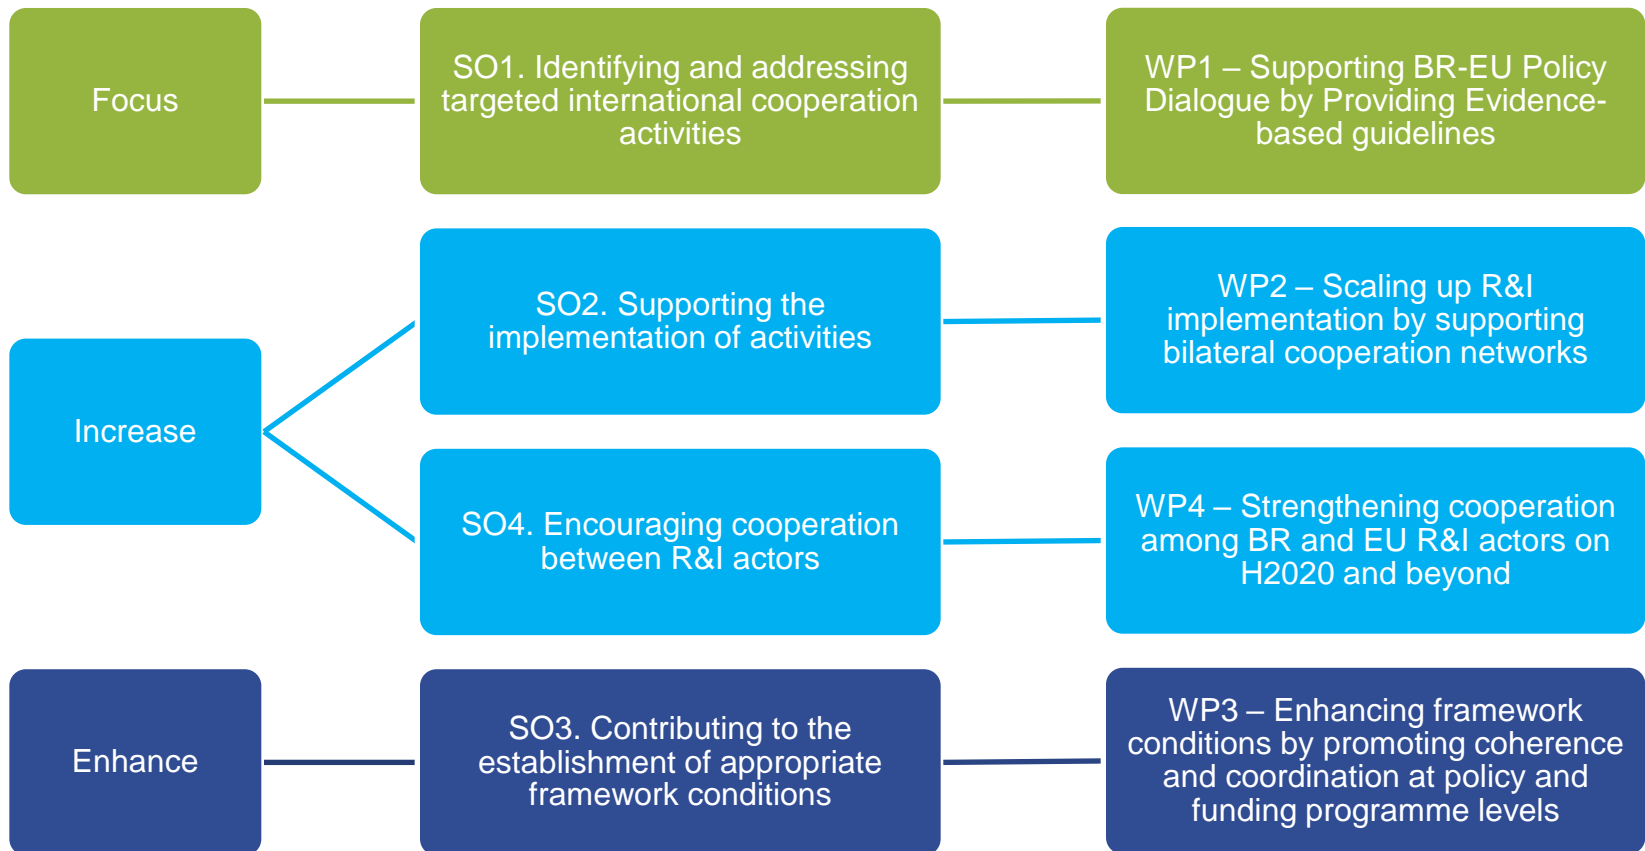 Focus
SO1. Identifying and addressing
targeted international cooperation
activities
WP1 – Supporting BR-EU Policy
Dialogue by Providing Evidence-
based guidelines
Increase
SO2. Supporting the
implementation of activities
WP2 – Scaling up R&I
implementation by supporting
bilateral cooperation networks
SO4. Encouraging cooperation
between R&I actors
WP4 – Strengthening cooperation
among BR and EU R&I actors on
H2020 and beyond
Enhance
SO3. Contributing to the
establishment of appropriate
framework conditions
WP3 – Enhancing framework
conditions by promoting coherence
and coordination at policy and
funding programme levels